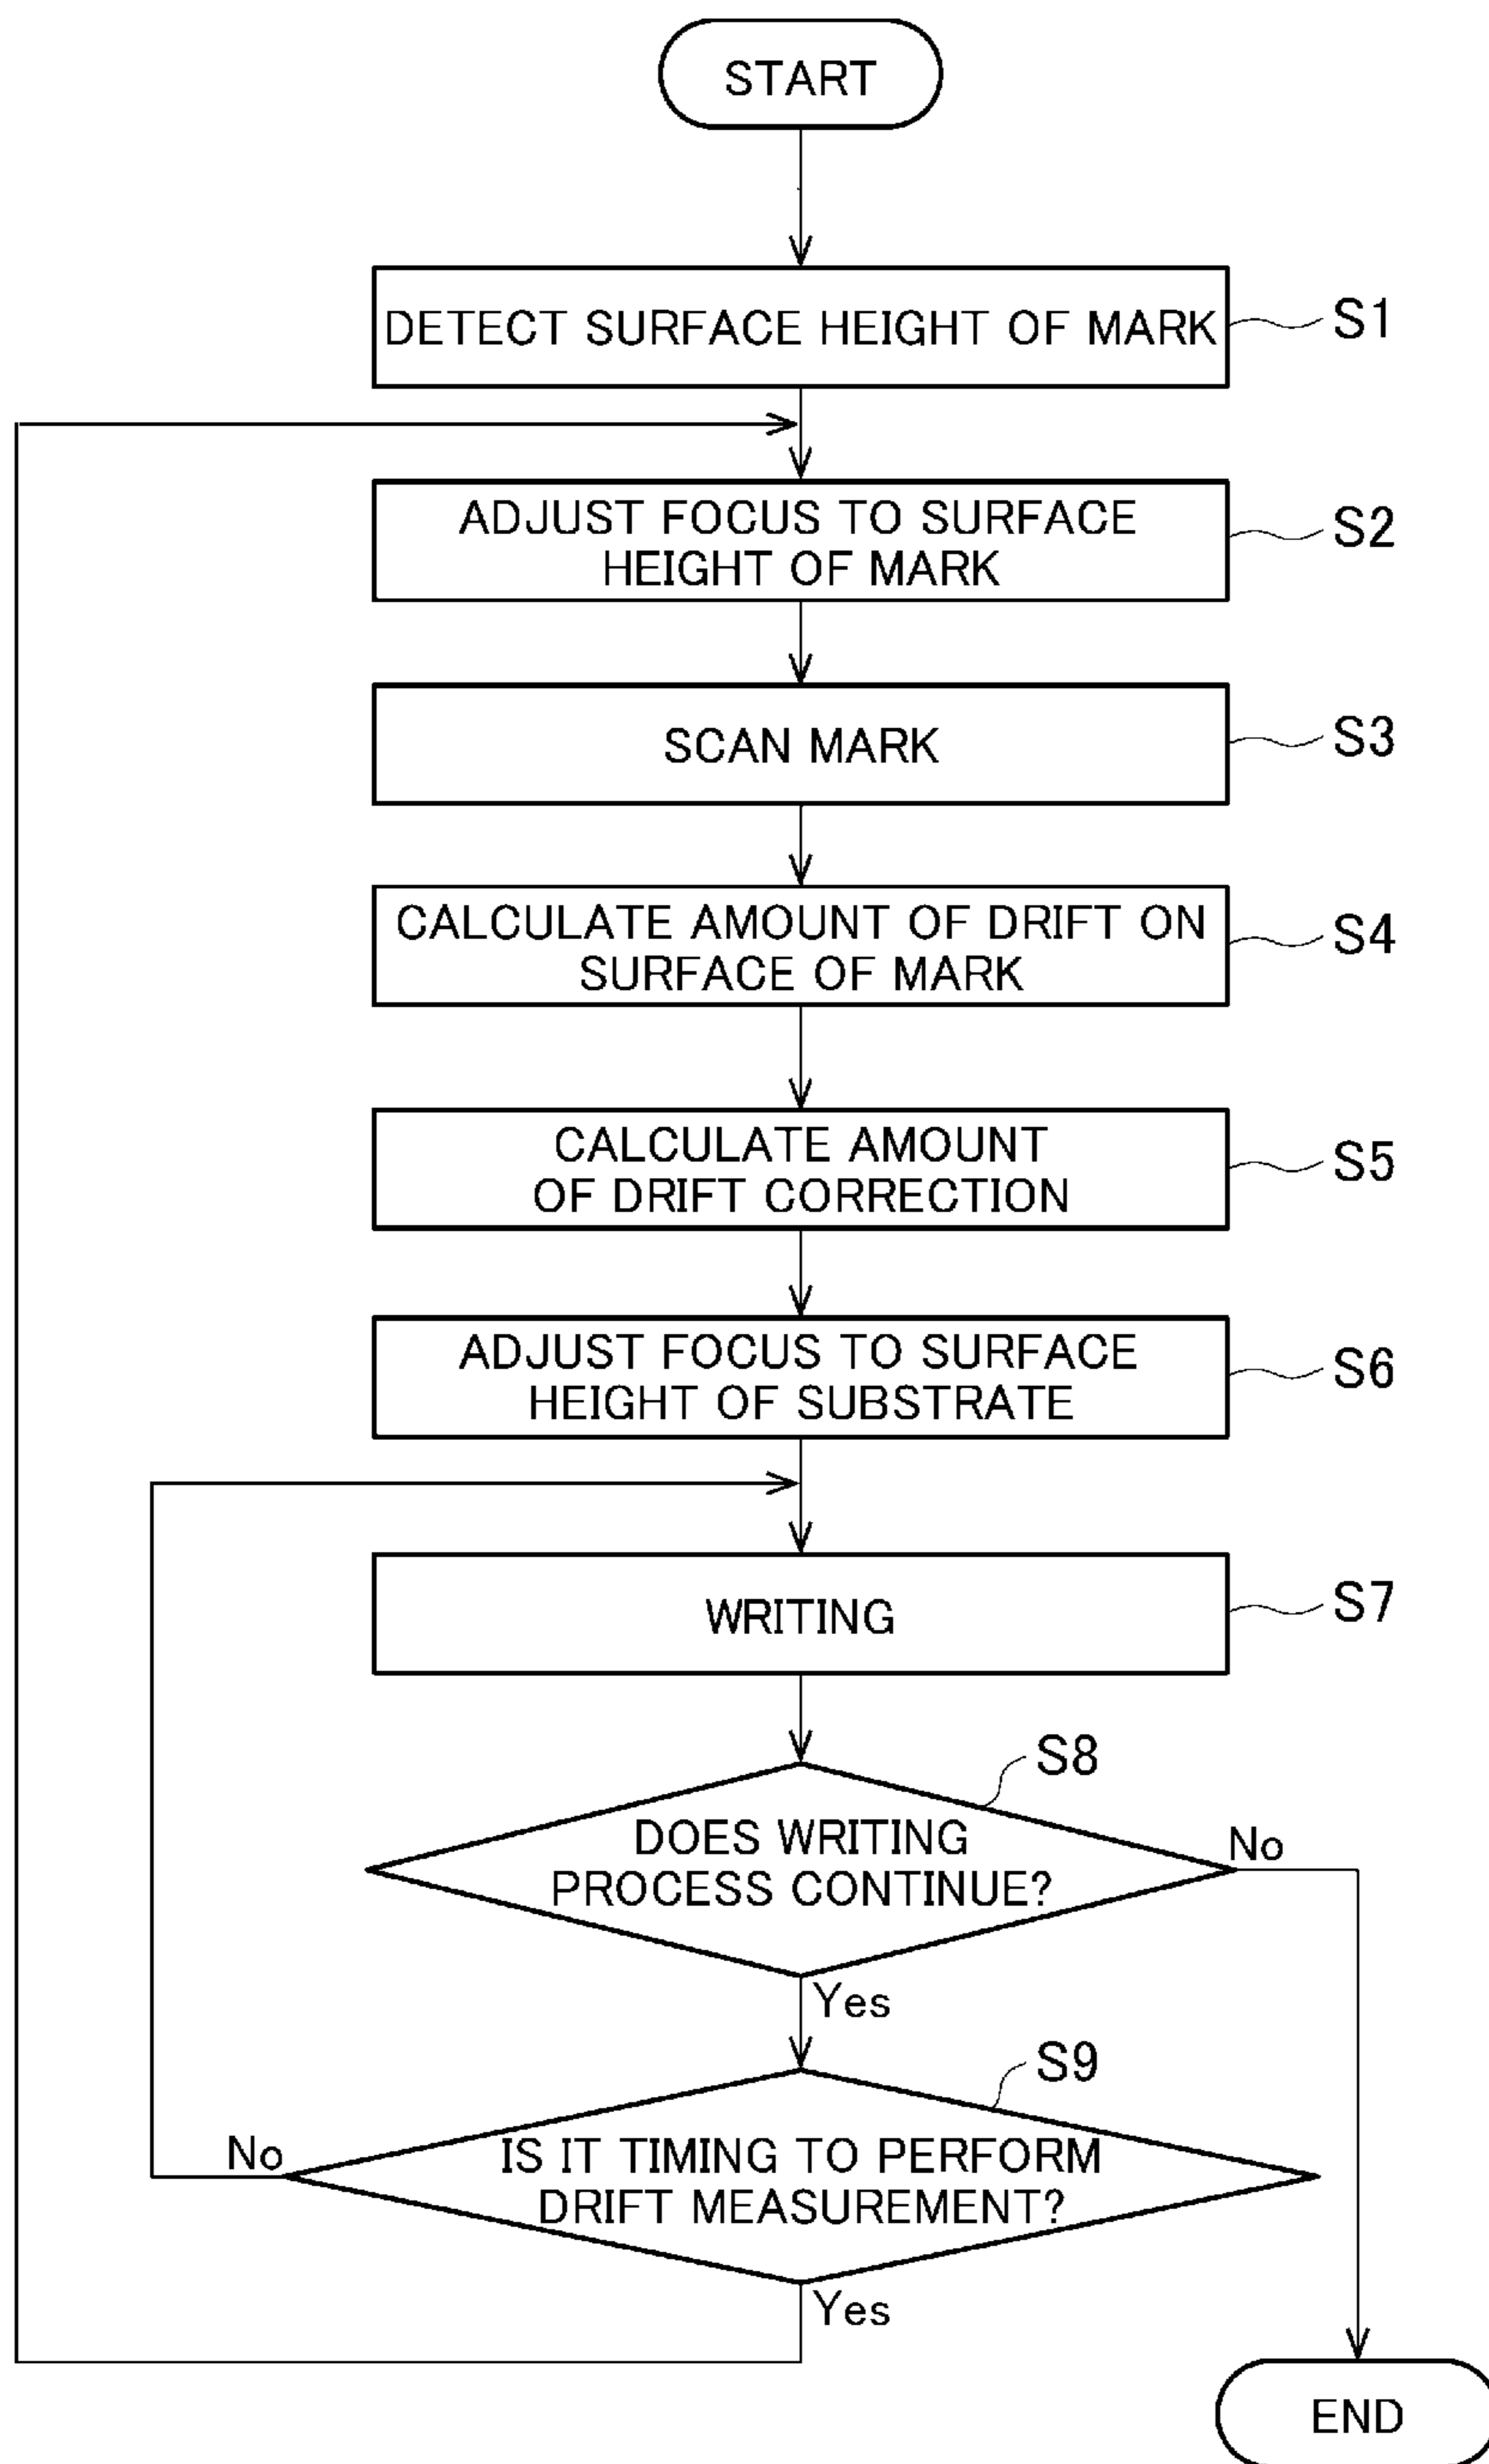 START
DETECT SURFACE HEIGHT OF MARK
S1
ADJUST FOCUS TO SURFACE
HEIGHT OF MARK
S2
SCAN MARK
S3
CALCULATE AMOUNT OF DRIFT ON
SURFACE OF MARK
S4
CALCULATE AMOUNT
OF DRIFT CORRECTION
S5
ADJUST FOCUS TO SURFACE
HEIGHT OF SUBSTRATE
S6
WRITING
S7
S8
DOES WRITING
PROCESS CONTINUE?
No
Yes
S9
No
IS IT TIMING TO PERFORM
DRIFT MEASUREMENT?
Yes
END